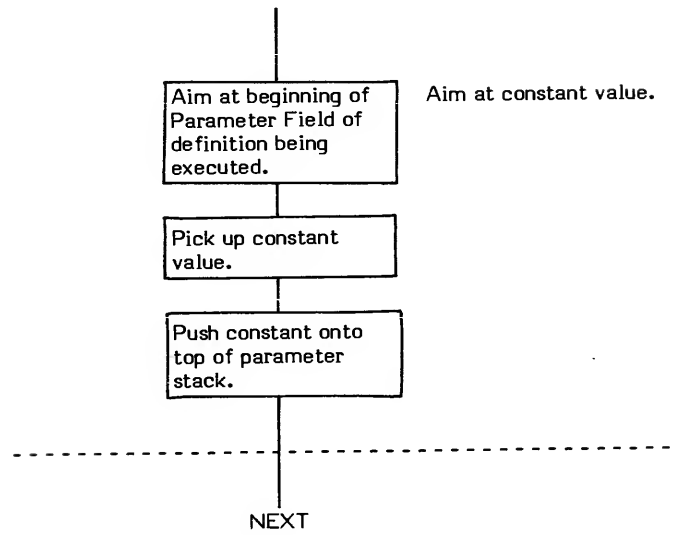 Aim at beginning of
Parameter Field of
definition being
executed.
Aim at constant value.
Pick up constant
value.
Push constant onto
top of parameter
stack.
NEXT